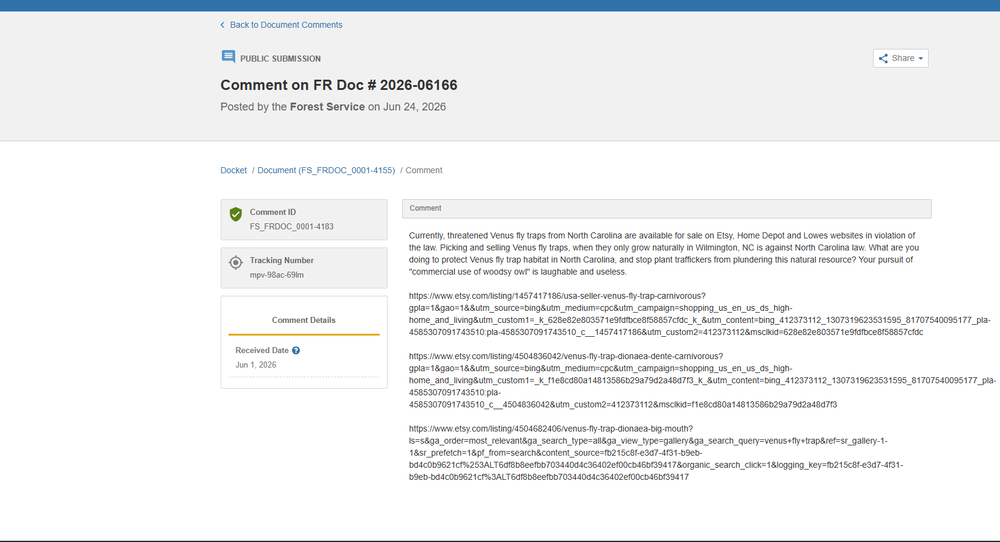 Back to Document Comments
PUBLIC SUBMISSION
Share
Comment on FR Doc # 2026-06166
Posted by the Forest Service on Jun 24, 2026
Docket / Document (FS_FRDOC_0001-4155) / Comment
Comment ID
FS_FRDOC_0001-4183
Tracking Number
mpv-98ac-69lm
Comment Details
Received Date
Jun 1, 2026
Comment
Currently, threatened Venus fly traps from North Carolina are available for sale on Etsy, Home Depot and Lowes websites in violation of
the law. Picking and selling Venus fly traps, when they only grow naturally in Wilmington, NC is against North Carolina law. What are you
doing to protect Venus fly trap habitat in North Carolina, and stop plant traffickers from plundering this natural resource? Your pursuit of
"commercial use of woodsy owl" is laughable and useless.
https://www.etsy.com/listing/1457417186/usa-seller-venus-fly-trap-carnivorous?
gpla=1&gao=1&&utm_source=bing&utm_medium=cpc&utm_campaign=shopping_us_en_us_ds_high-
home_and_living&utm_custom1=_k_628e82e803571e9fdfbce8f58857cfdc_k_&utm_content=bing_412373112_1307319623531595_81707540095177_pla-
4585307091743510:pla-4585307091743510_c__1457417186&utm_custom2=412373112&msclkid=628e82e803571e9fdfbce8f58857cfdc
https://www.etsy.com/listing/4504836042/venus-fly-trap-dionaea-dente-carnivorous?
gpla=1&gao=1&&utm_source=bing&utm_medium=cpc&utm_campaign=shopping_us_en_us_ds_high-
home_and_living&utm_custom1=_k_f1e8cd80a14813586b29a79d2a48d7f3_k_&utm_content=bing_412373112_1307319623531595_81707540095177_pla-
4585307091743510:pla-
4585307091743510_c__4504836042&utm_custom2=412373112&msclkid=f1e8cd80a14813586b29a79d2a48d7f3
https://www.etsy.com/listing/4504682406/venus-fly-trap-dionaea-big-mouth?
ls=s&ga_order=most_relevant&ga_search_type=all&ga_view_type=gallery&ga_search_query=venus+fly+trap&ref=sr_gallery-1-
1&sr_prefetch=1&pf_from=search&content_source=fb215c8f-e3d7-4f31-b9eb-
bd4c0b9621cf%253ALT6df8b8eefbb703440d4c36402ef00cb46bf39417&organic_search_click=1&logging_key=fb215c8f-e3d7-4f31-
b9eb-bd4c0b9621cf%3ALT6df8b8eefbb703440d4c36402ef00cb46bf39417